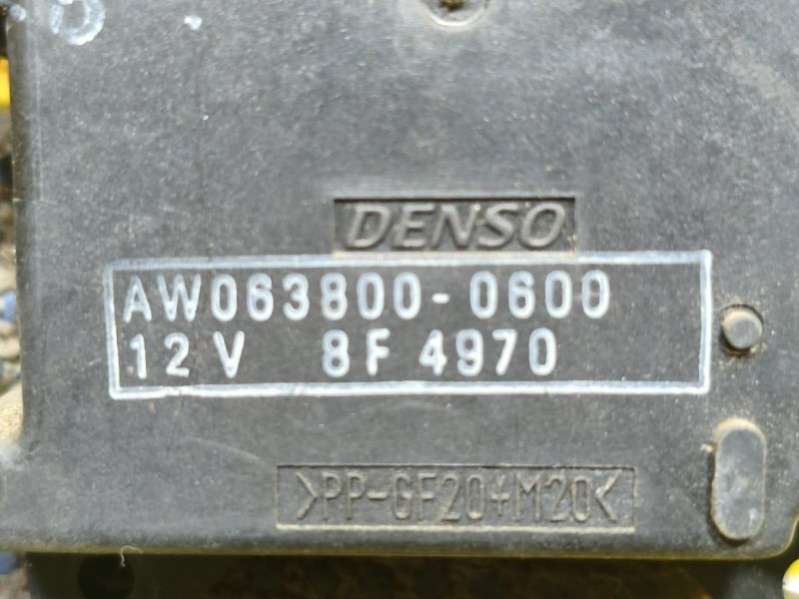 DENSO
AW063800-0600
12V 8F 4970
>PP-GF20+M20<